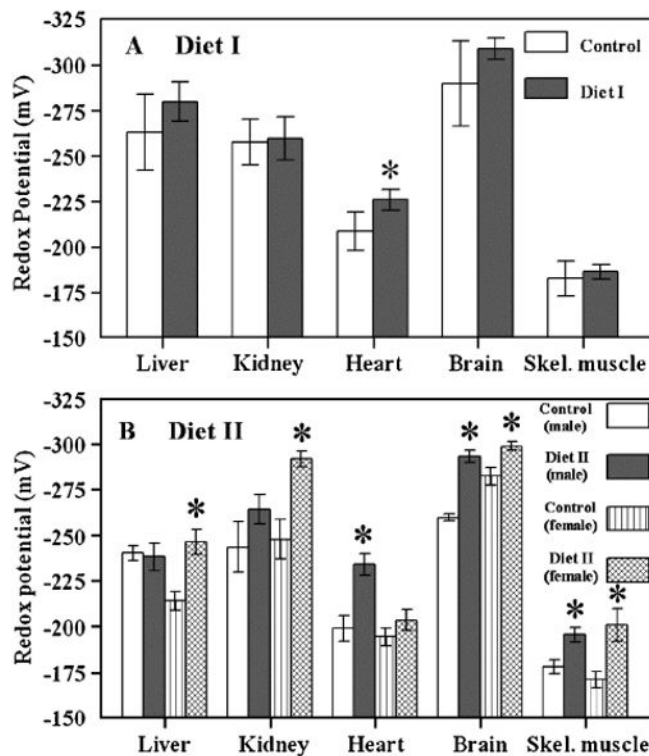 A Diet I
Control
Diet I
Redox Potential (mV)
-325
-300
-275
-250
-225
-200
-175
-150
*
Liver Kidney Heart Brain Skel. muscle
B Diet II
Control
(male)
Diet II
(male)
Control
(female)
Diet II
(female)
Redox potential (mV)
-325
-300
-275
-250
-225
-200
-175
-150
* * * * * * *
Liver Kidney Heart Brain Skel. muscle